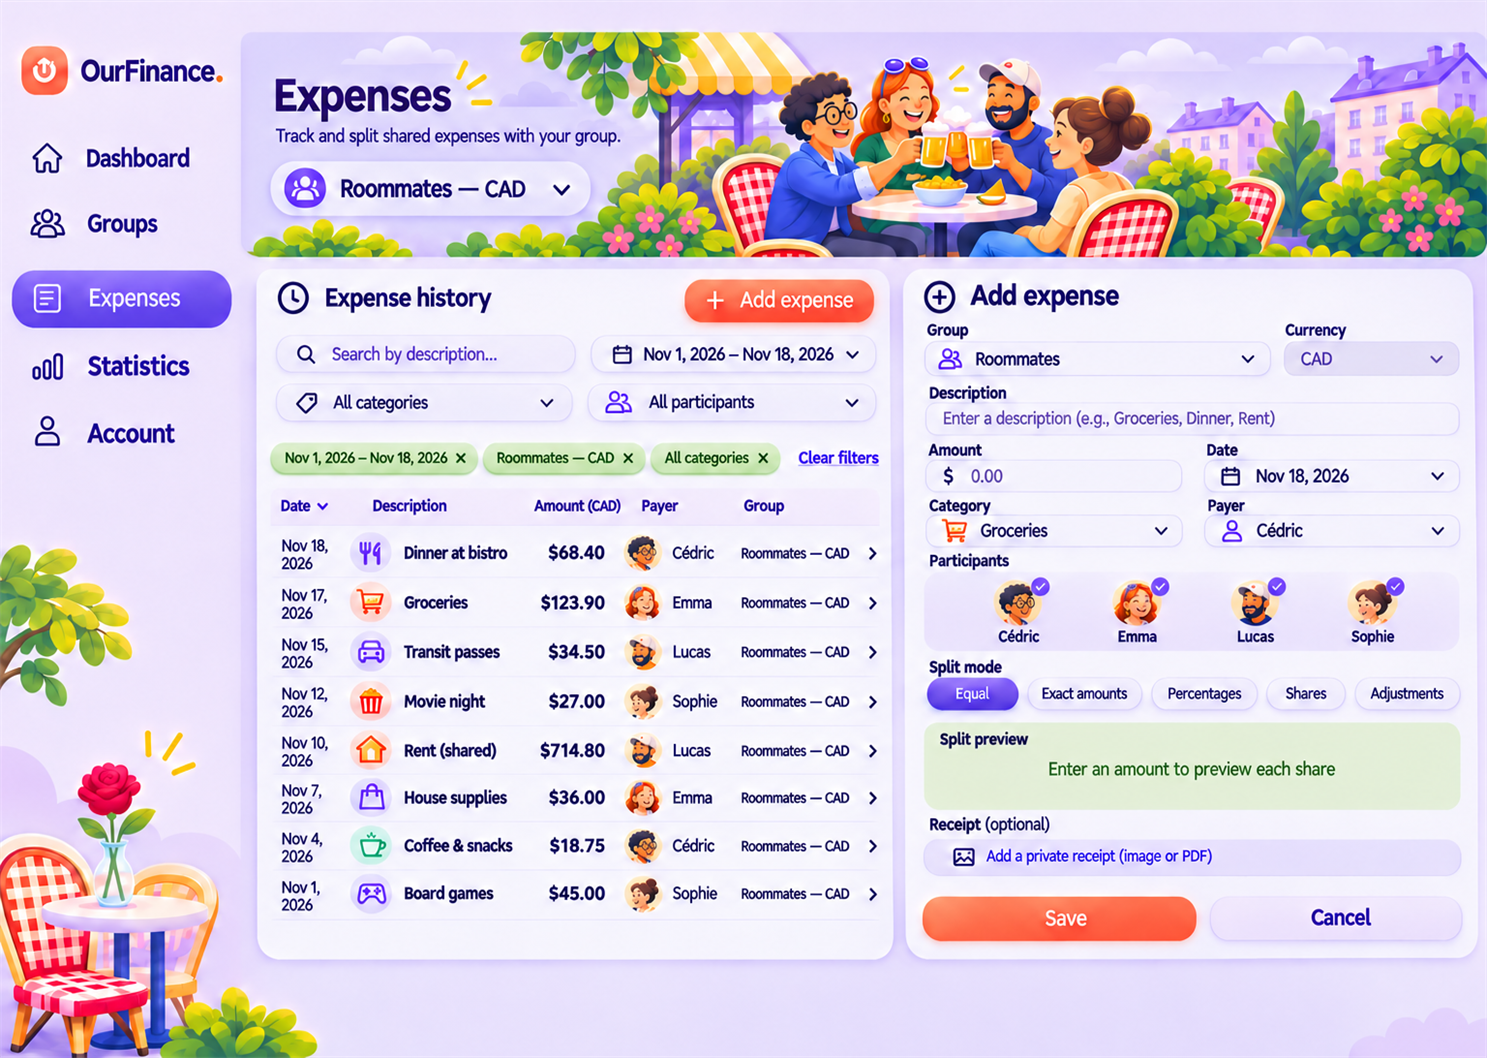 OurFinance.
Dashboard
Groups
Expenses
Statistics
Account
Expenses
Track and split shared expenses with your group.
Roommates — CAD
Expense history
+ Add expense
Search by description...
Nov 1, 2026 – Nov 18, 2026
All categories
All participants
Nov 1, 2026 – Nov 18, 2026 ✕
Roommates — CAD ✕
All categories ✕
Clear filters
Date Description Amount (CAD) Payer Group
Nov 18, 2026 Dinner at bistro $68.40 Cédric Roommates — CAD
Nov 17, 2026 Groceries $123.90 Emma Roommates — CAD
Nov 15, 2026 Transit passes $34.50 Lucas Roommates — CAD
Nov 12, 2026 Movie night $27.00 Sophie Roommates — CAD
Nov 10, 2026 Rent (shared) $714.80 Lucas Roommates — CAD
Nov 7, 2026 House supplies $36.00 Emma Roommates — CAD
Nov 4, 2026 Coffee & snacks $18.75 Cédric Roommates — CAD
Nov 1, 2026 Board games $45.00 Sophie Roommates — CAD
Add expense
Group
Roommates
Currency
CAD
Description
Enter a description (e.g., Groceries, Dinner, Rent)
Amount
$ 0.00
Date
Nov 18, 2026
Category
Groceries
Payer
Cédric
Participants
Cédric Emma Lucas Sophie
Split mode
Equal Exact amounts Percentages Shares Adjustments
Split preview
Enter an amount to preview each share
Receipt (optional)
Add a private receipt (image or PDF)
Save
Cancel